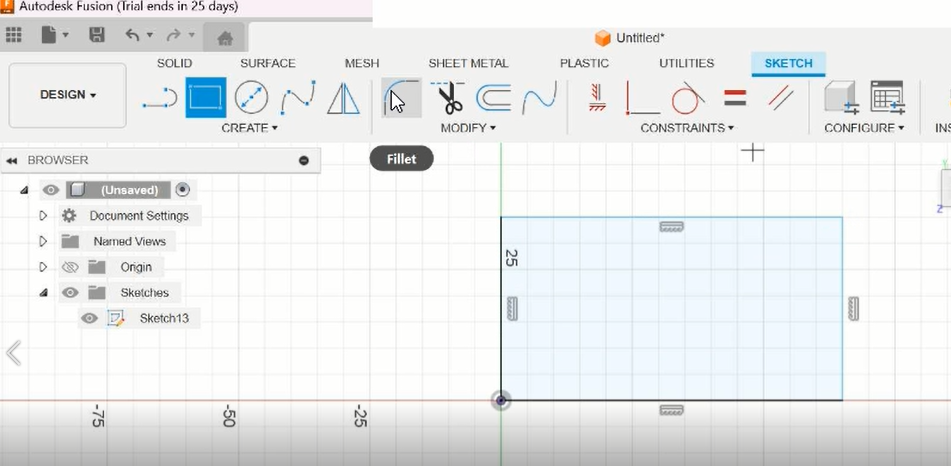 Autodesk Fusion (Trial ends in 25 days)
Untitled*
SOLID SURFACE MESH SHEET METAL PLASTIC UTILITIES SKETCH
DESIGN ▾
CREATE ▾ MODIFY ▾ CONSTRAINTS ▾ CONFIGURE ▾ INS
BROWSER
Fillet
(Unsaved)
Document Settings
Named Views
Origin
Sketches
Sketch13
25
-75 -50 -25
Z